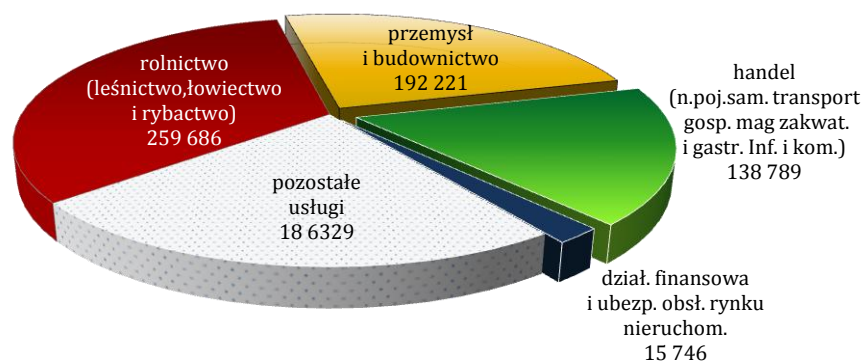 rolnictwo
(leśnictwo,łowiectwo
i rybactwo)
259 686
przemysł
i budownictwo
192 221
handel
(n.poj.sam. transport
gosp. mag zakwat.
i gastr. Inf. i kom.)
138 789
pozostałe
usługi
18 6329
dział. finansowa
i ubezp. obsł. rynku
nieruchom.
15 746